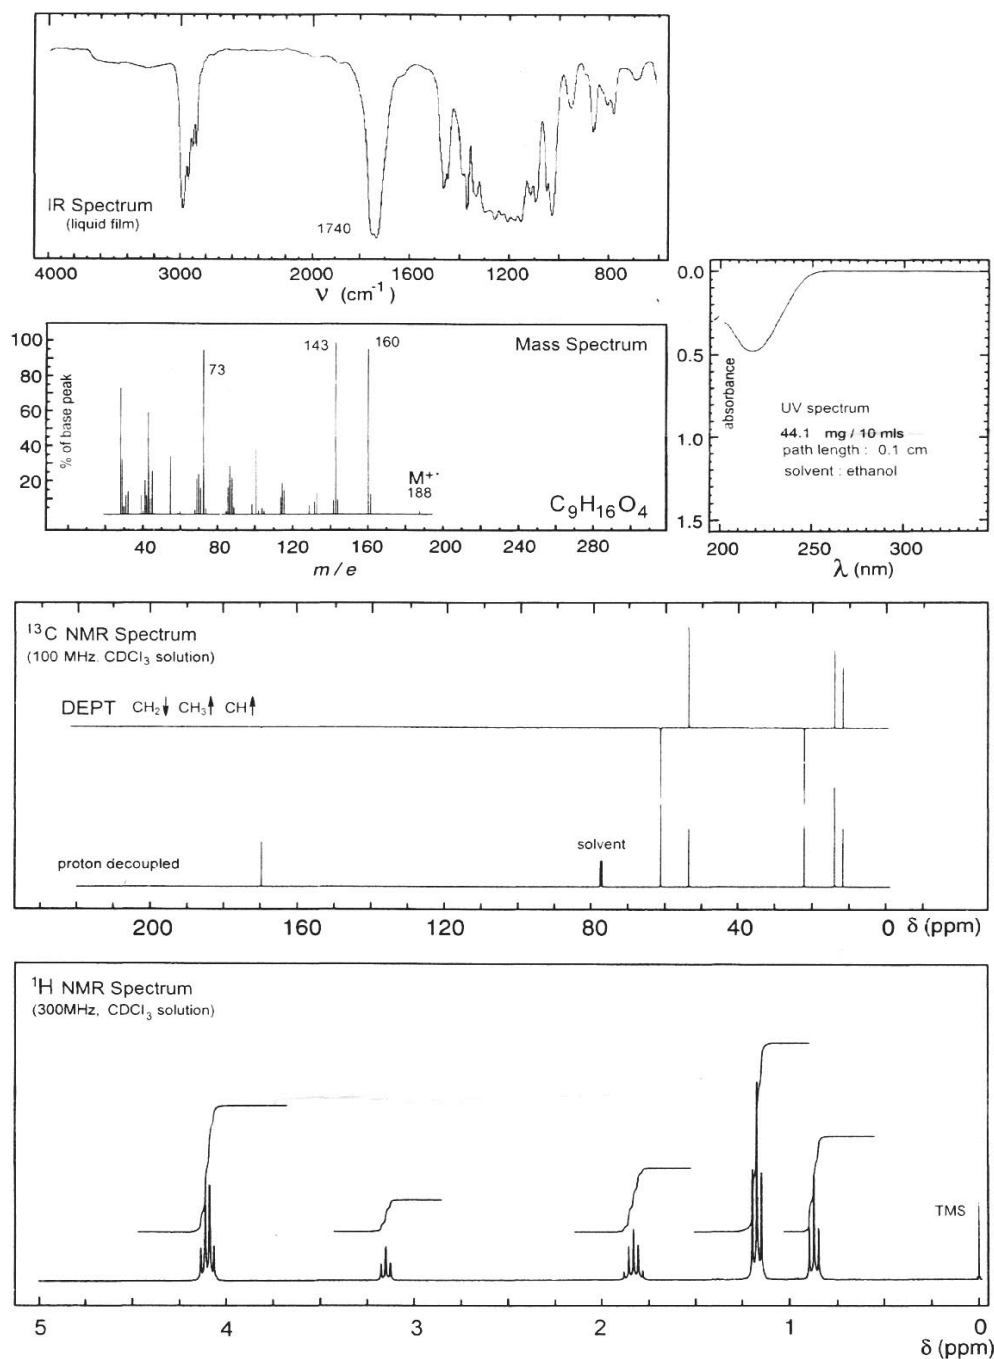 IR Spectrum
(liquid film)
1740
4000 3000 2000 1600 1200 800
ν (cm⁻¹)
100
80
60
40
20
% of base peak
73
143
160
Mass Spectrum
M⁺·
188
C₉H₁₆O₄
40 80 120 160 200 240 280
m / e
0.0
0.5
1.0
1.5
absorbance
UV spectrum
44.1 mg / 10 mls
path length : 0.1 cm
solvent : ethanol
200 250 300
λ (nm)
¹³C NMR Spectrum
(100 MHz. CDCl₃ solution)
DEPT CH₂↓ CH₃↑ CH↑
proton decoupled
solvent
200 160 120 80 40 0 δ (ppm)
¹H NMR Spectrum
(300MHz, CDCl₃ solution)
TMS
5 4 3 2 1 0
δ (ppm)